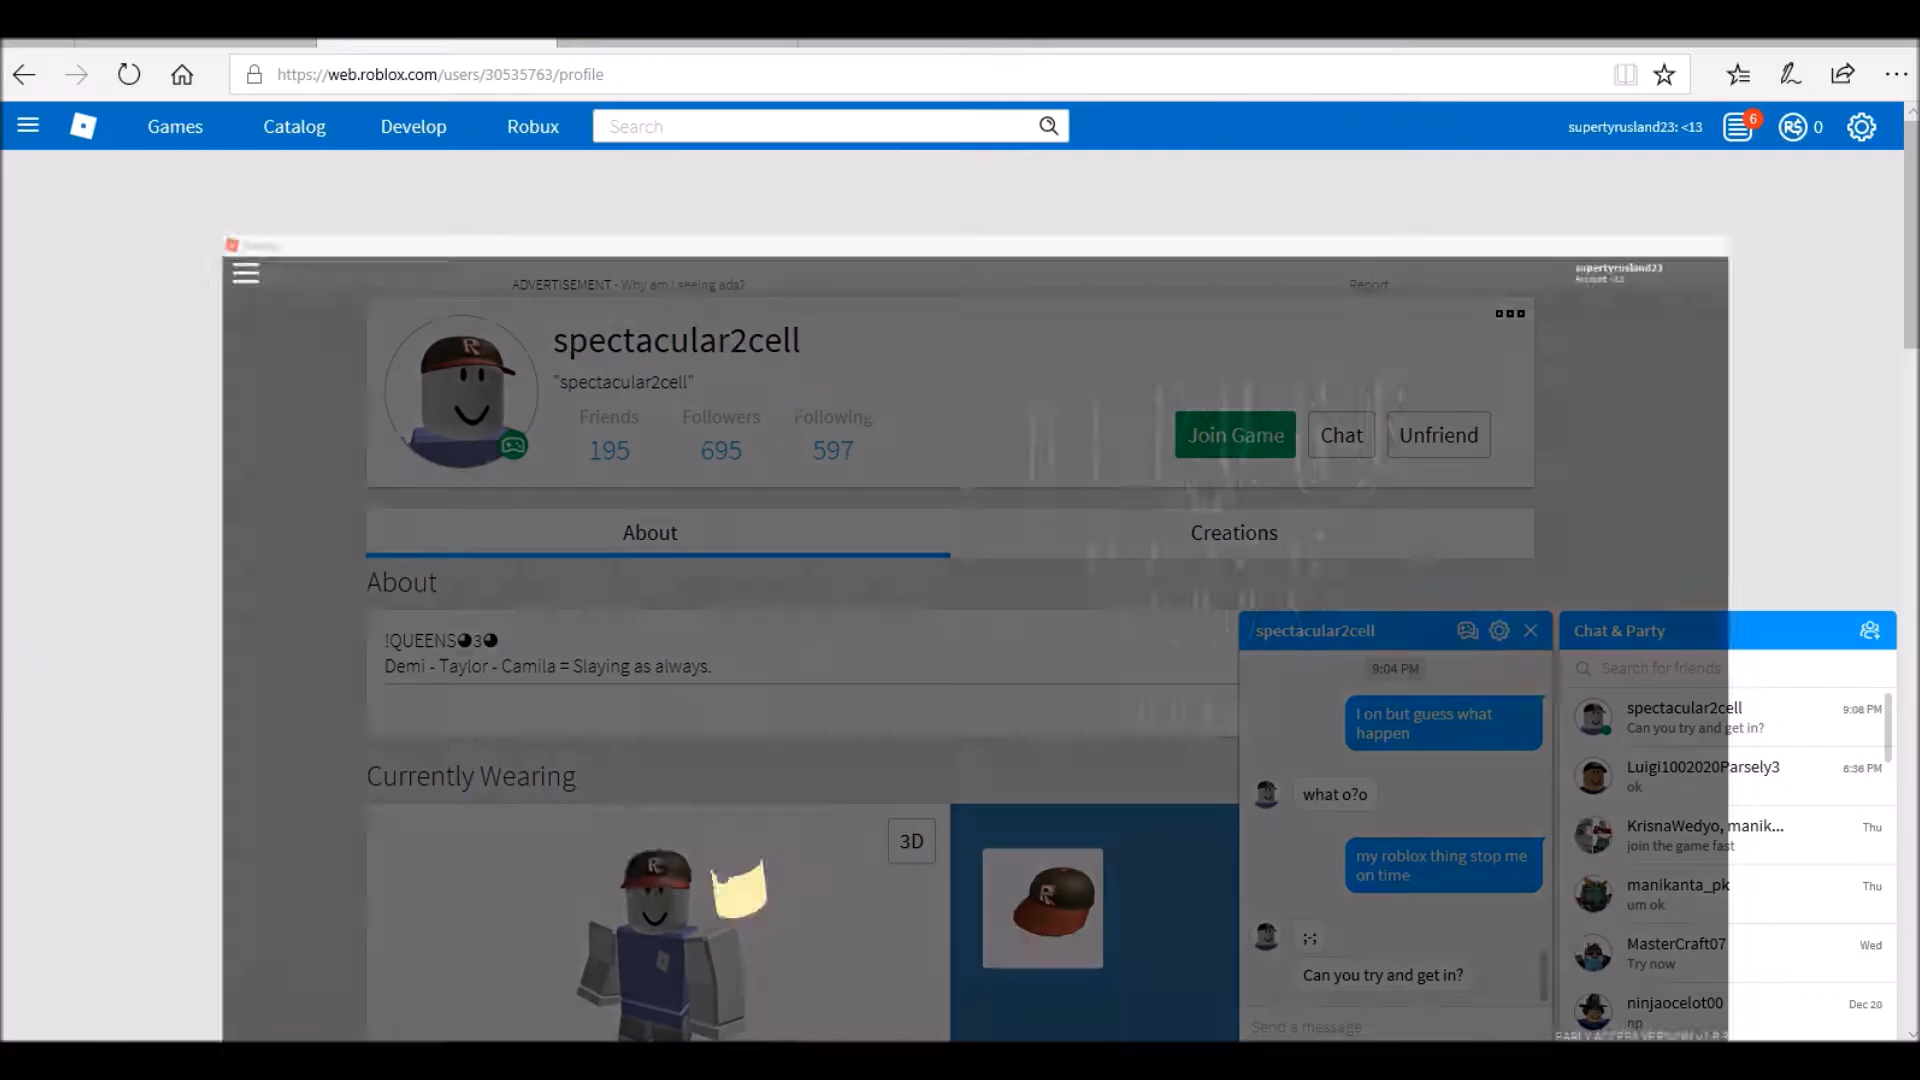 https://web.roblox.com/users/30535763/profile
Games
Catalog
Develop
Robux
Search
supertyrusland23: <13
6
R$
0
supertyrusland23
ADVERTISEMENT - Why am I seeing ads?
Report
spectacular2cell
"spectacular2cell"
Friends
Followers
Following
195
695
597
Join Game
Chat
Unfriend
About
Creations
About
!QUEENS◕3◕
Demi - Taylor - Camila = Slaying as always.
Currently Wearing
3D
spectacular2cell
9:04 PM
I on but guess what
happen
what o?o
my roblox thing stop me
on time
;-;
Can you try and get in?
Send a message
Chat & Party
Search for friends
spectacular2cell
9:08 PM
Can you try and get in?
Luigi1002020Parsely3
6:36 PM
ok
KrisnaWedyo, manik...
Thu
join the game fast
manikanta_pk
Thu
um ok
MasterCraft07
Wed
Try now
ninjaocelot00
Dec 20
np